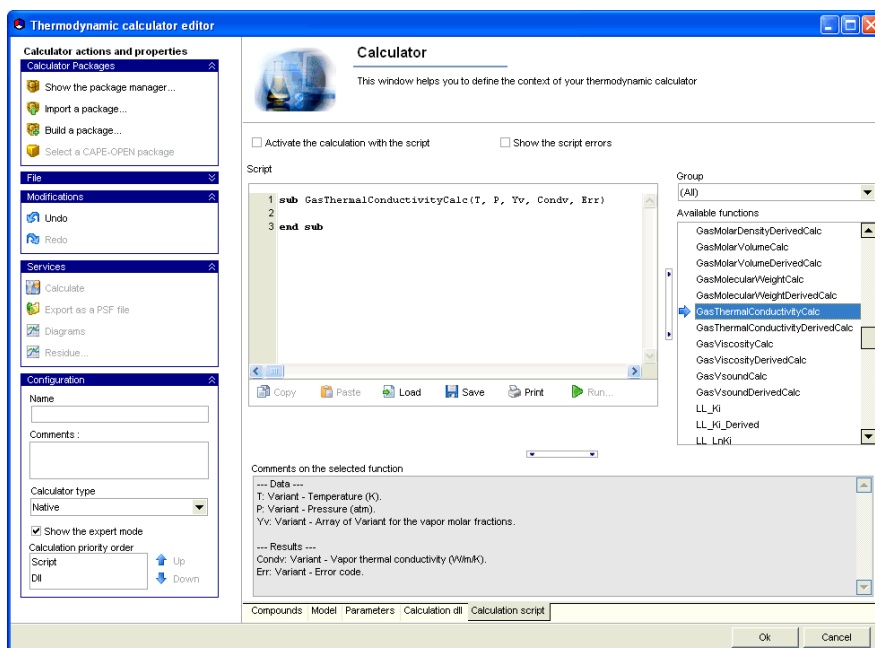 Thermodynamic calculator editor
Calculator actions and properties
Calculator Packages
Show the package manager...
Import a package...
Build a package...
Select a CAPE-OPEN package
File
Modifications
Undo
Redo
Services
Calculate
Export as a PSF file
Diagrams
Residue...
Configuration
Name
Comments :
Calculator type
Native
Show the expert mode
Calculation priority order
Script
Dll
Up
Down
Calculator
This window helps you to define the context of your thermodynamic calculator
Activate the calculation with the script
Show the script errors
Script
1 sub GasThermalConductivityCalc(T, P, Yv, Condv, Err)
2
3 end sub
Copy Paste Load Save Print Run...
Group
(All)
Available functions
GasMolarDensityDerivedCalc
GasMolarVolumeCalc
GasMolarVolumeDerivedCalc
GasMolecularWeightCalc
GasMolecularWeightDerivedCalc
GasThermalConductivityCalc
GasThermalConductivityDerivedCalc
GasViscosityCalc
GasViscosityDerivedCalc
GasVsoundCalc
GasVsoundDerivedCalc
LL_Ki
LL_Ki_Derived
LL_LnKi
Comments on the selected function
--- Data ---
T: Variant - Temperature (K).
P: Variant - Pressure (atm).
Yv: Variant - Array of Variant for the vapor molar fractions.
--- Results ---
Condv: Variant - Vapor thermal conductivity (W/m/K).
Err: Variant - Error code.
Compounds Model Parameters Calculation dll Calculation script
Ok Cancel